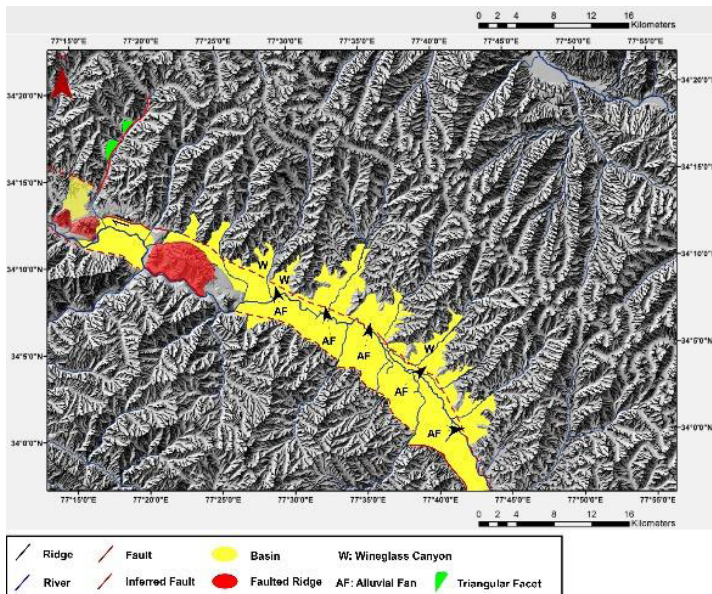 0 2 4 8 12 16
Kilometers
77°15'0"E 77°20'0"E 77°25'0"E 77°30'0"E 77°35'0"E 77°40'0"E 77°45'0"E 77°50'0"E 77°55'0"E
34°20'0"N 34°20'0"N
34°15'0"N 34°15'0"N
34°10'0"N 34°10'0"N
W
W
AF
34°5'0"N AF W 34°5'0"N
AF
AF
34°0'0"N AF 34°0'0"N
77°15'0"E 77°20'0"E 77°25'0"E 77°30'0"E 77°35'0"E 77°40'0"E 77°45'0"E 77°50'0"E 77°55'0"E
0 2 4 8 12 16
Kilometers
Ridge Fault Basin W: Wineglass Canyon
River Inferred Fault Faulted Ridge AF: Alluvial Fan Triangular Facet